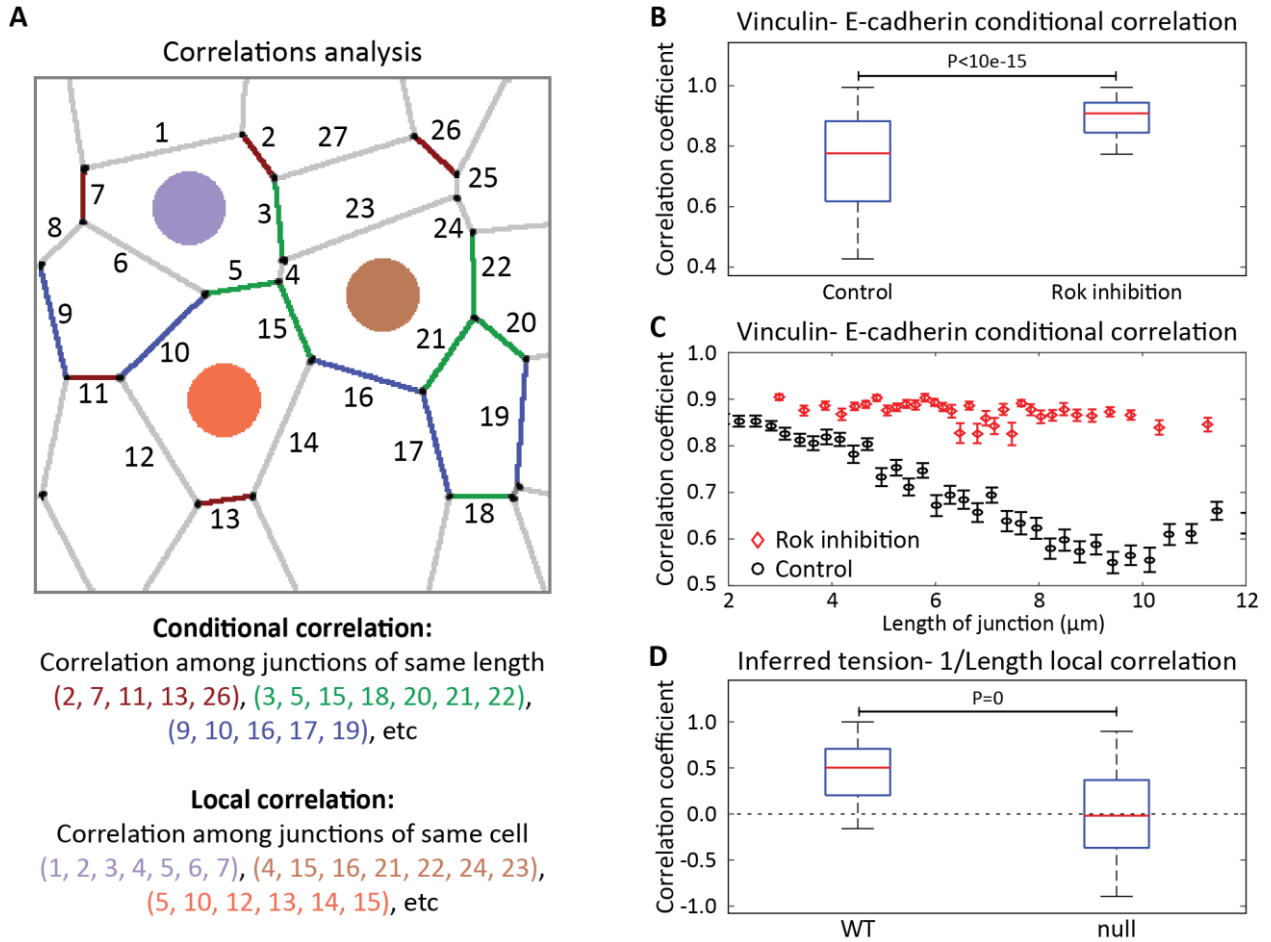 A
Correlations analysis
1
2
27
26
7
25
3
23
8
24
6
5
4
22
9
15
20
10
21
11
16
19
12
14
17
13
18
Conditional correlation:
Correlation among junctions of same length
(2, 7, 11, 13, 26), (3, 5, 15, 18, 20, 21, 22),
(9, 10, 16, 17, 19), etc
Local correlation:
Correlation among junctions of same cell
(1, 2, 3, 4, 5, 6, 7), (4, 15, 16, 21, 22, 24, 23),
(5, 10, 12, 13, 14, 15), etc
B
Vinculin- E-cadherin conditional correlation
P<10e-15
Correlation coefficient
1.0
0.8
0.6
0.4
Control
Rok inhibition
C
Vinculin- E-cadherin conditional correlation
Correlation coefficient
1.0
0.9
0.8
0.7
0.6
0.5
Rok inhibition
Control
2
4
6
8
10
12
Length of junction (μm)
D
Inferred tension- 1/Length local correlation
P=0
Correlation coefficient
1.0
0.5
0.0
-0.5
-1.0
WT
null